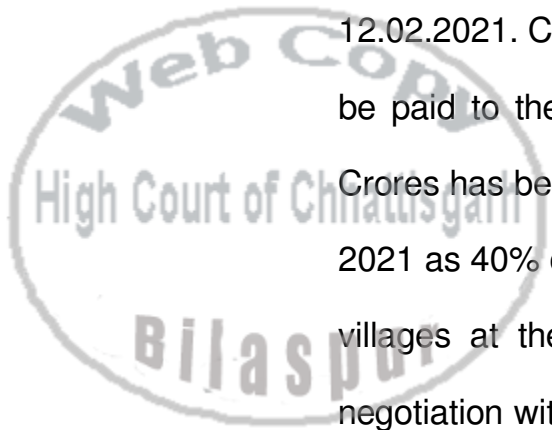 Web Copy
High Court of Chhattisgarh
Bilaspur
12.02.2021. C
be paid to the
Crores has be
2021 as 40%
villages at the
negotiation wit